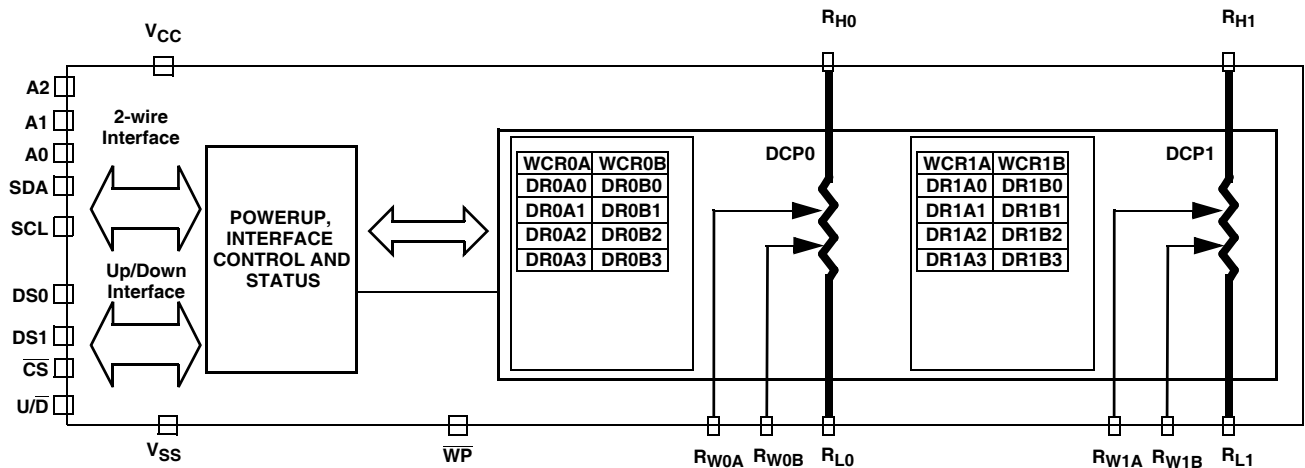 R_H0
R_H1
V_CC
A2
A1
A0
SDA
SCL
DS0
DS1
C̅S̅
U/D̅
2-wire
Interface
Up/Down
Interface
POWERUP,
INTERFACE
CONTROL AND
STATUS
WCR0A WCR0B
DR0A0 DR0B0
DR0A1 DR0B1
DR0A2 DR0B2
DR0A3 DR0B3
DCP0
WCR1A WCR1B
DR1A0 DR1B0
DR1A1 DR1B1
DR1A2 DR1B2
DR1A3 DR1B3
DCP1
V_SS
W̅P̅
R_W0A
R_W0B
R_L0
R_W1A
R_W1B
R_L1